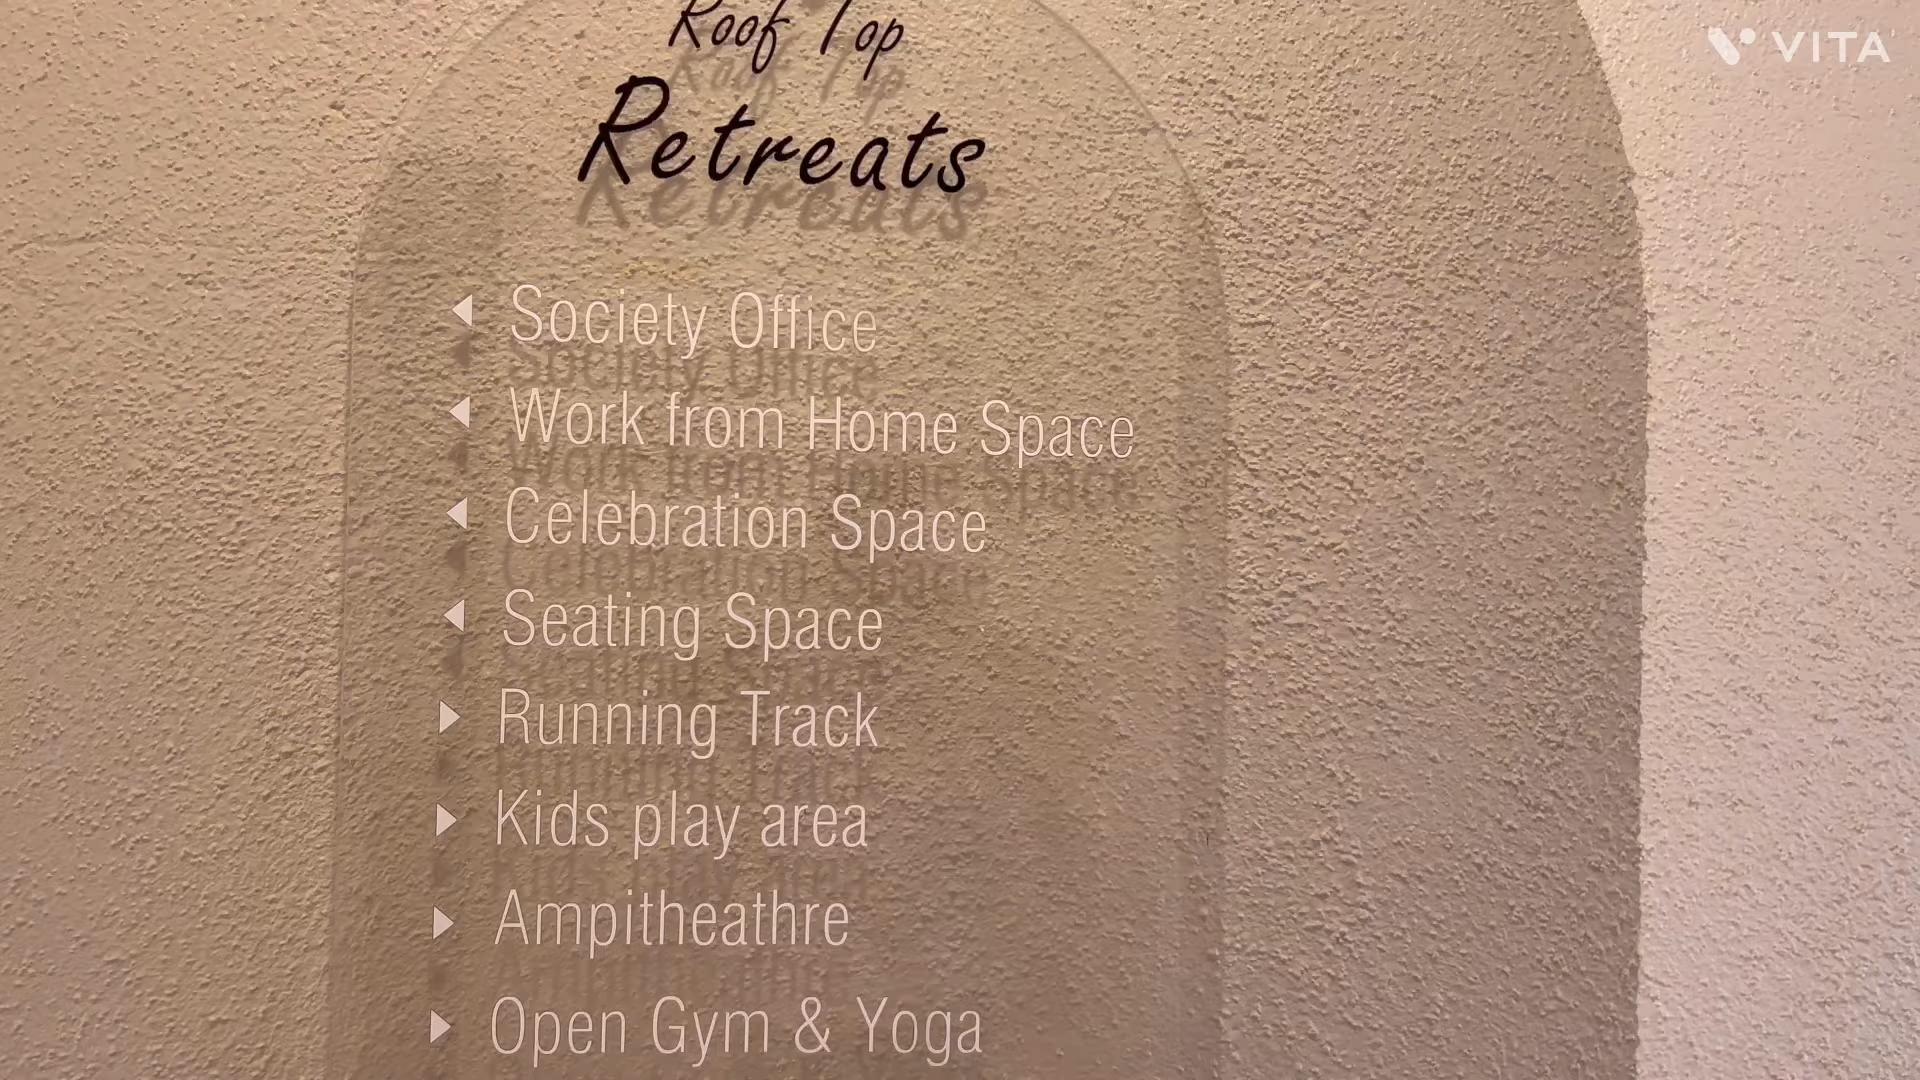 Roof Top
Retreats
VITA
Society Office
Work from Home Space
Celebration Space
Seating Space
Running Track
Kids play area
Ampitheathre
Open Gym & Yoga